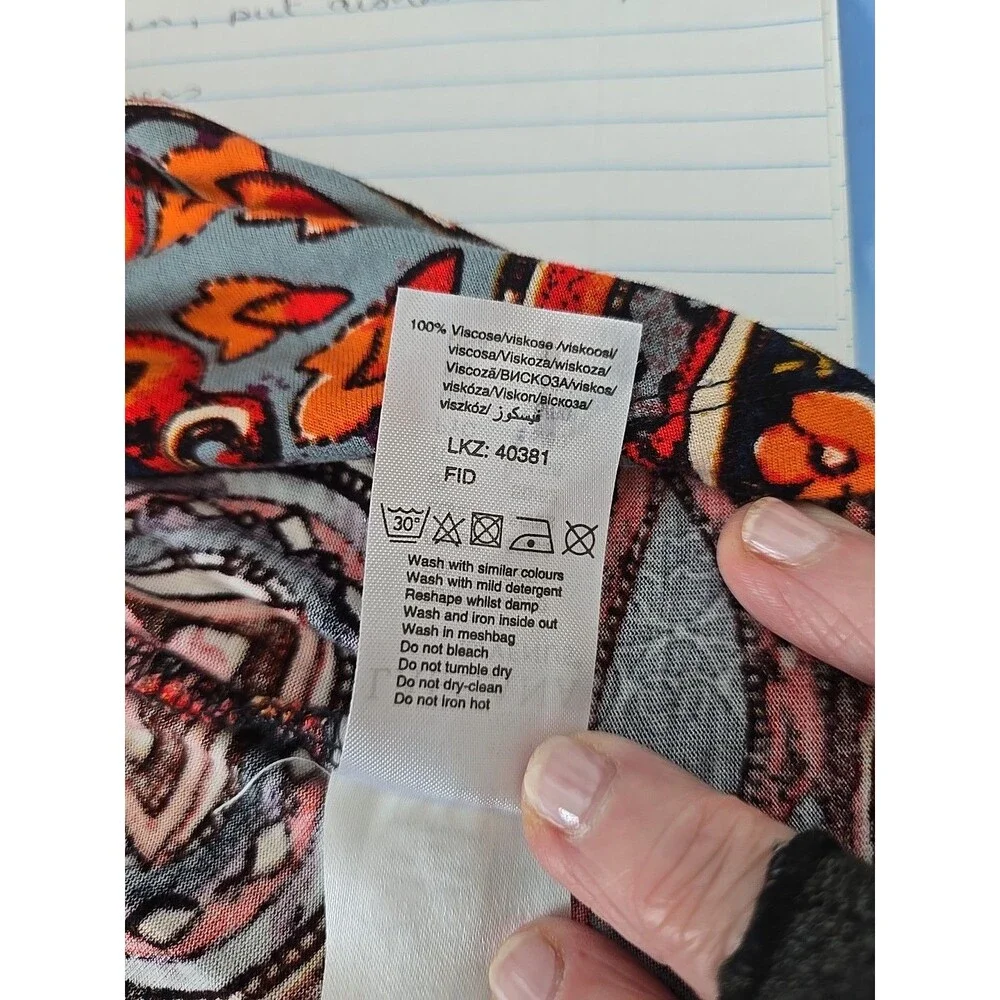 put
100% Viscose/viskose /viskoosi/
viscosa/Viskoza/wiskoza/
Viscoză/ВИСКОЗА/viskos/
viskóza/Viskon/віскоза/
viszkóz/ فيسكوز
LKZ: 40381
FID
30°
Wash with similar colours
Wash with mild detergent
Reshape whilst damp
Wash and iron inside out
Wash in meshbag
Do not bleach
Do not tumble dry
Do not dry-clean
Do not iron hot